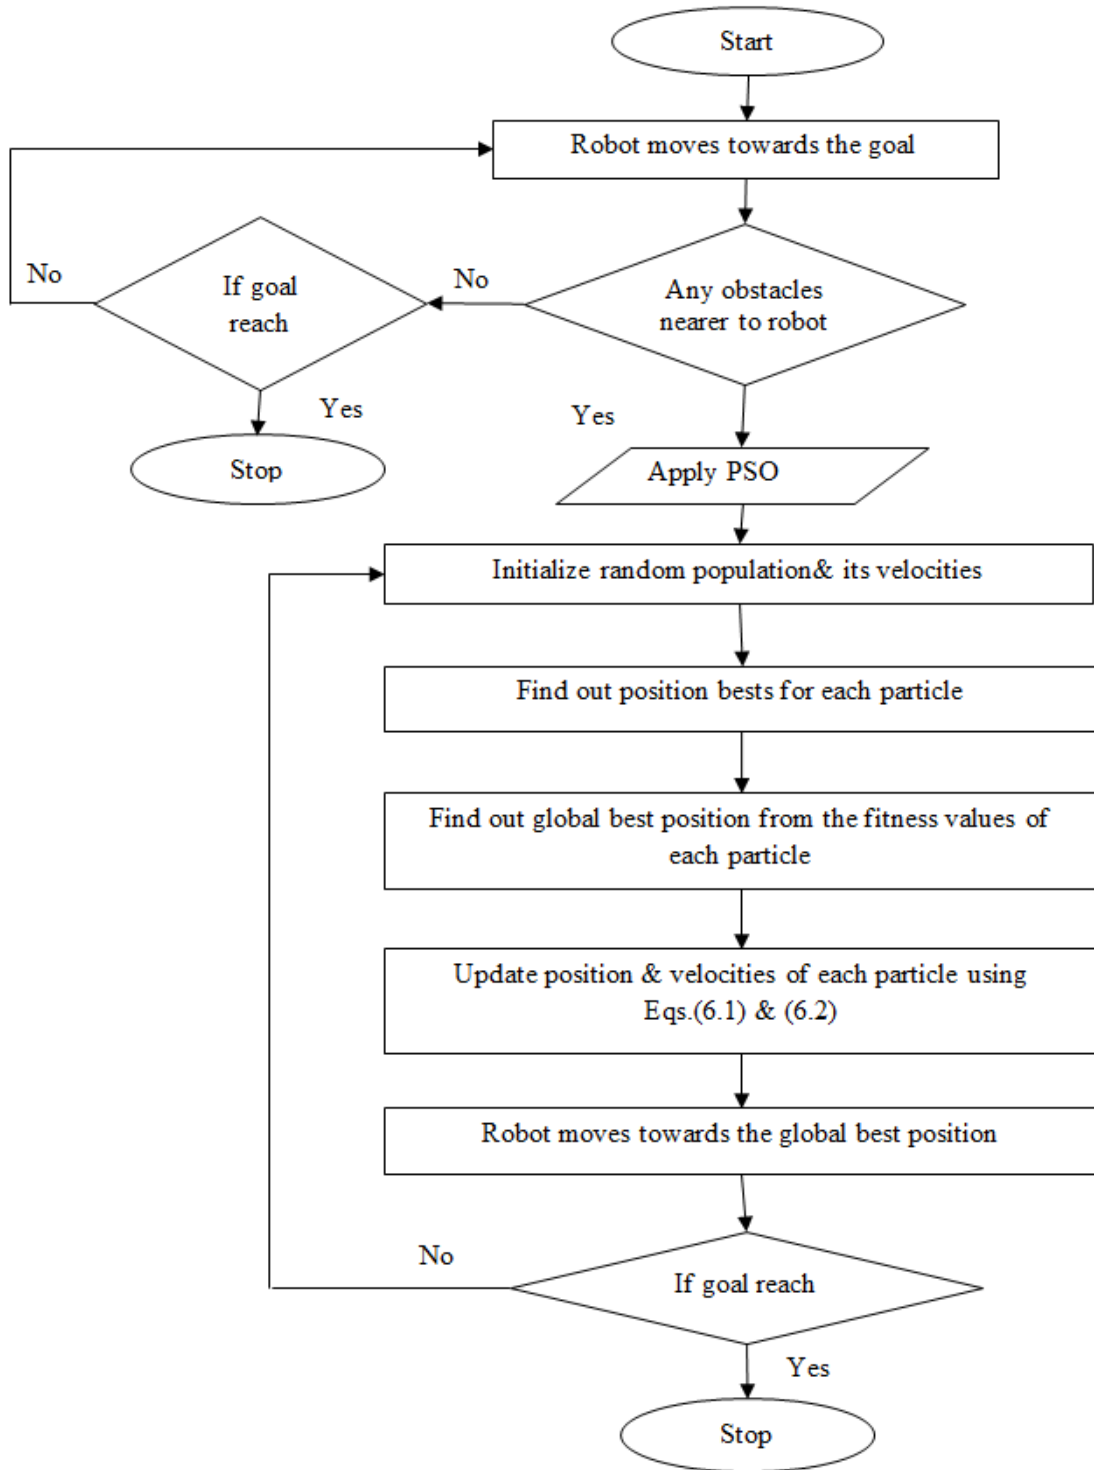 Start
Robot moves towards the goal
No
If goal
reach
No
Any obstacles
nearer to robot
Yes
Yes
Stop
Apply PSO
Initialize random population& its velocities
Find out position bests for each particle
Find out global best position from the fitness values of
each particle
Update position & velocities of each particle using
Eqs.(6.1) & (6.2)
Robot moves towards the global best position
No
If goal reach
Yes
Stop